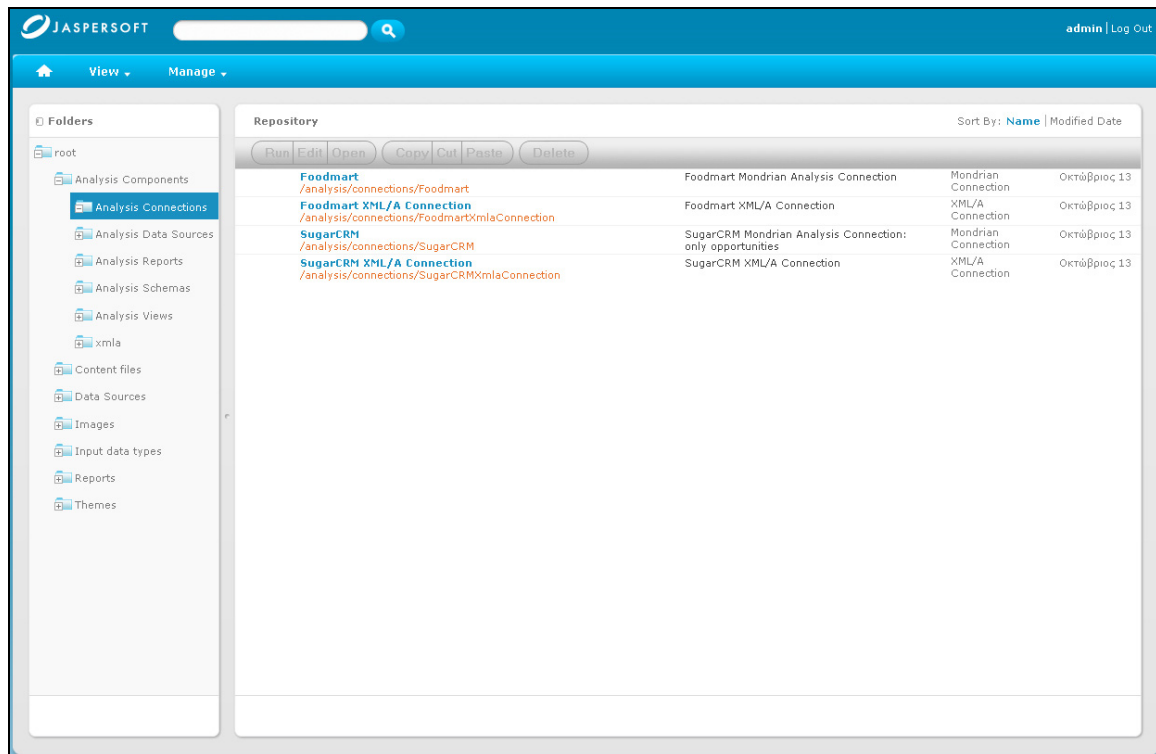 JASPERSOFT
admin | Log Out
View
Manage
Folders
root
Analysis Components
Analysis Connections
Analysis Data Sources
Analysis Reports
Analysis Schemas
Analysis Views
xmla
Content files
Data Sources
Images
Input data types
Reports
Themes
Repository
Sort By: Name | Modified Date
Run Edit Open Copy Cut Paste Delete
Foodmart Foodmart Mondrian Analysis Connection Mondrian Οκτώβριος 13
/analysis/connections/Foodmart Connection
Foodmart XML/A Connection Foodmart XML/A Connection XML/A Οκτώβριος 13
/analysis/connections/FoodmartXmlaConnection Connection
SugarCRM SugarCRM Mondrian Analysis Connection: Mondrian Οκτώβριος 13
/analysis/connections/SugarCRM only opportunities Connection
SugarCRM XML/A Connection SugarCRM XML/A Connection XML/A Οκτώβριος 13
/analysis/connections/SugarCRMXmlaConnection Connection